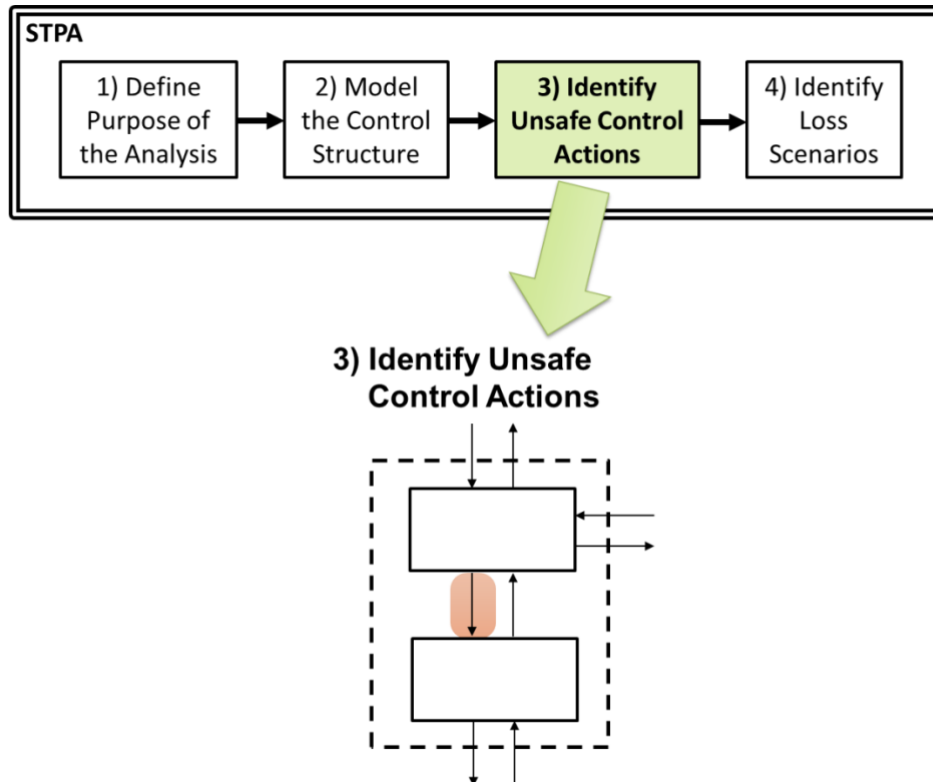 STPA
1) Define
Purpose of
the Analysis
2) Model
the Control
Structure
3) Identify
Unsafe Control
Actions
4) Identify
Loss
Scenarios
3) Identify Unsafe
Control Actions